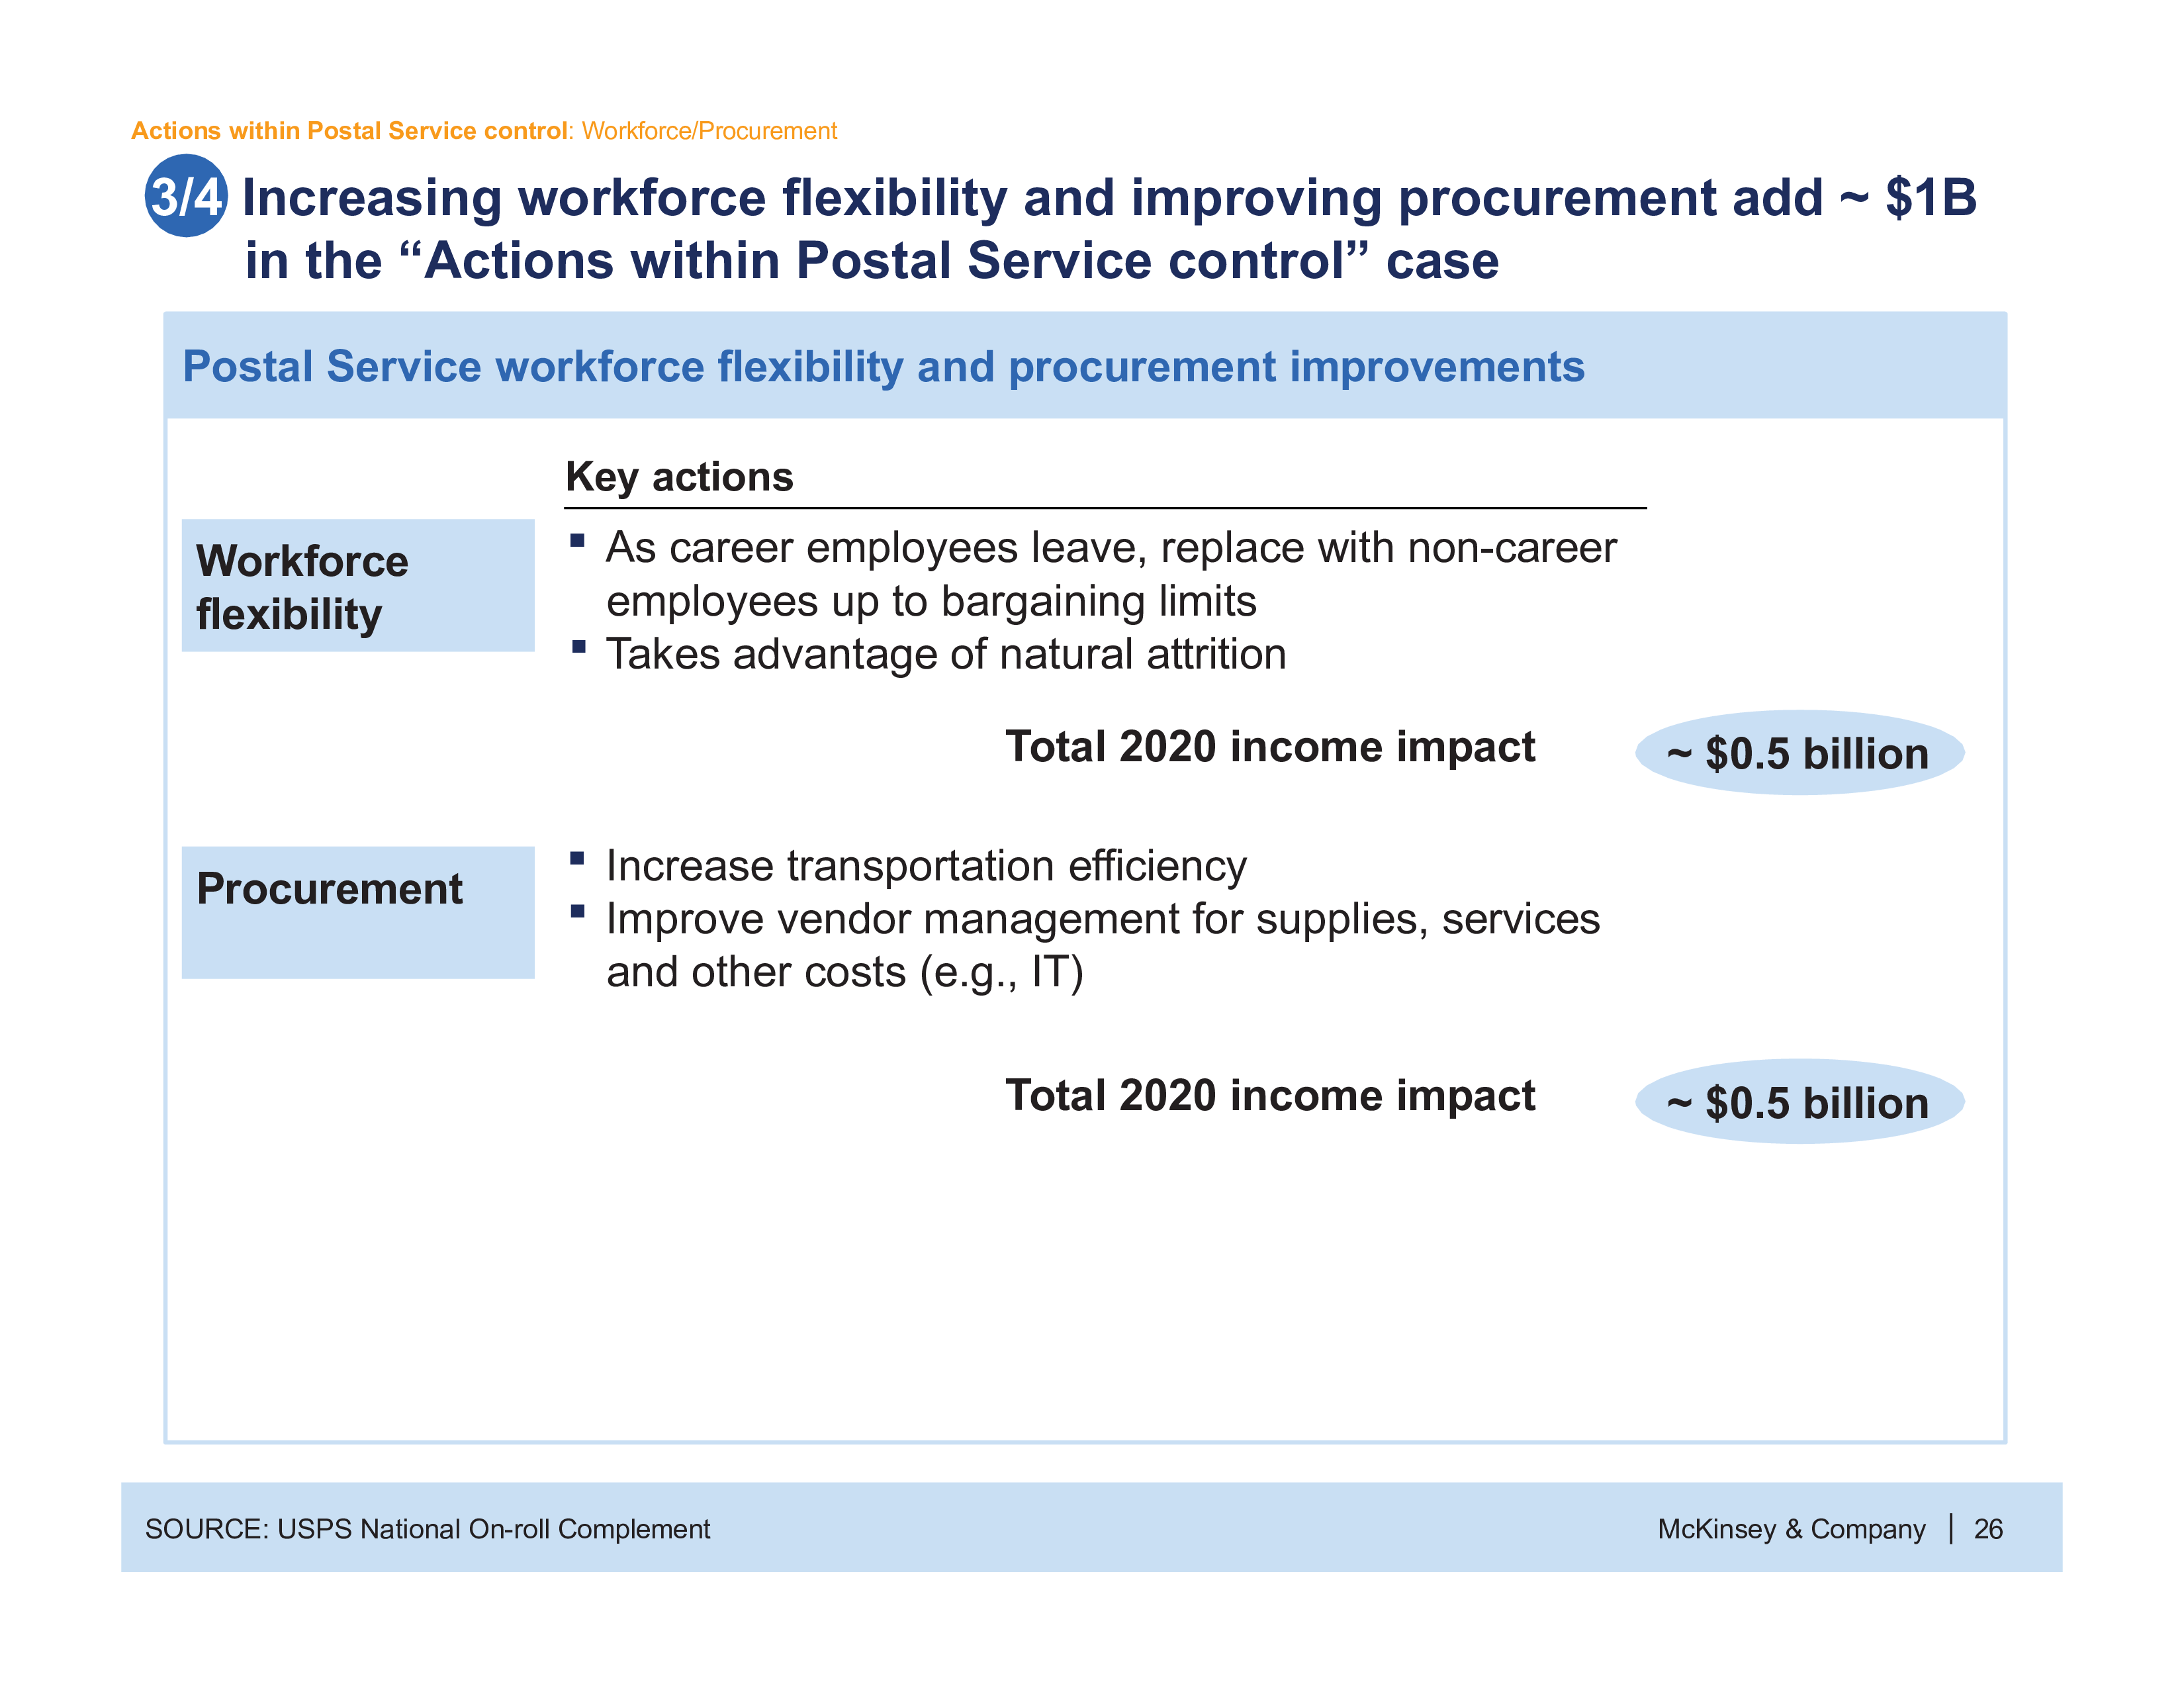 Actions within Postal Service control: Workforce/Procurement
3/4 Increasing workforce flexibility and improving procurement add ~ $1B
in the “Actions within Postal Service control” case
Postal Service workforce flexibility and procurement improvements
Key actions
Workforce
flexibility
▪ As career employees leave, replace with non-career
employees up to bargaining limits
▪ Takes advantage of natural attrition
Total 2020 income impact ~ $0.5 billion
Procurement
▪ Increase transportation efficiency
▪ Improve vendor management for supplies, services
and other costs (e.g., IT)
Total 2020 income impact ~ $0.5 billion
SOURCE: USPS National On-roll Complement
McKinsey & Company | 26